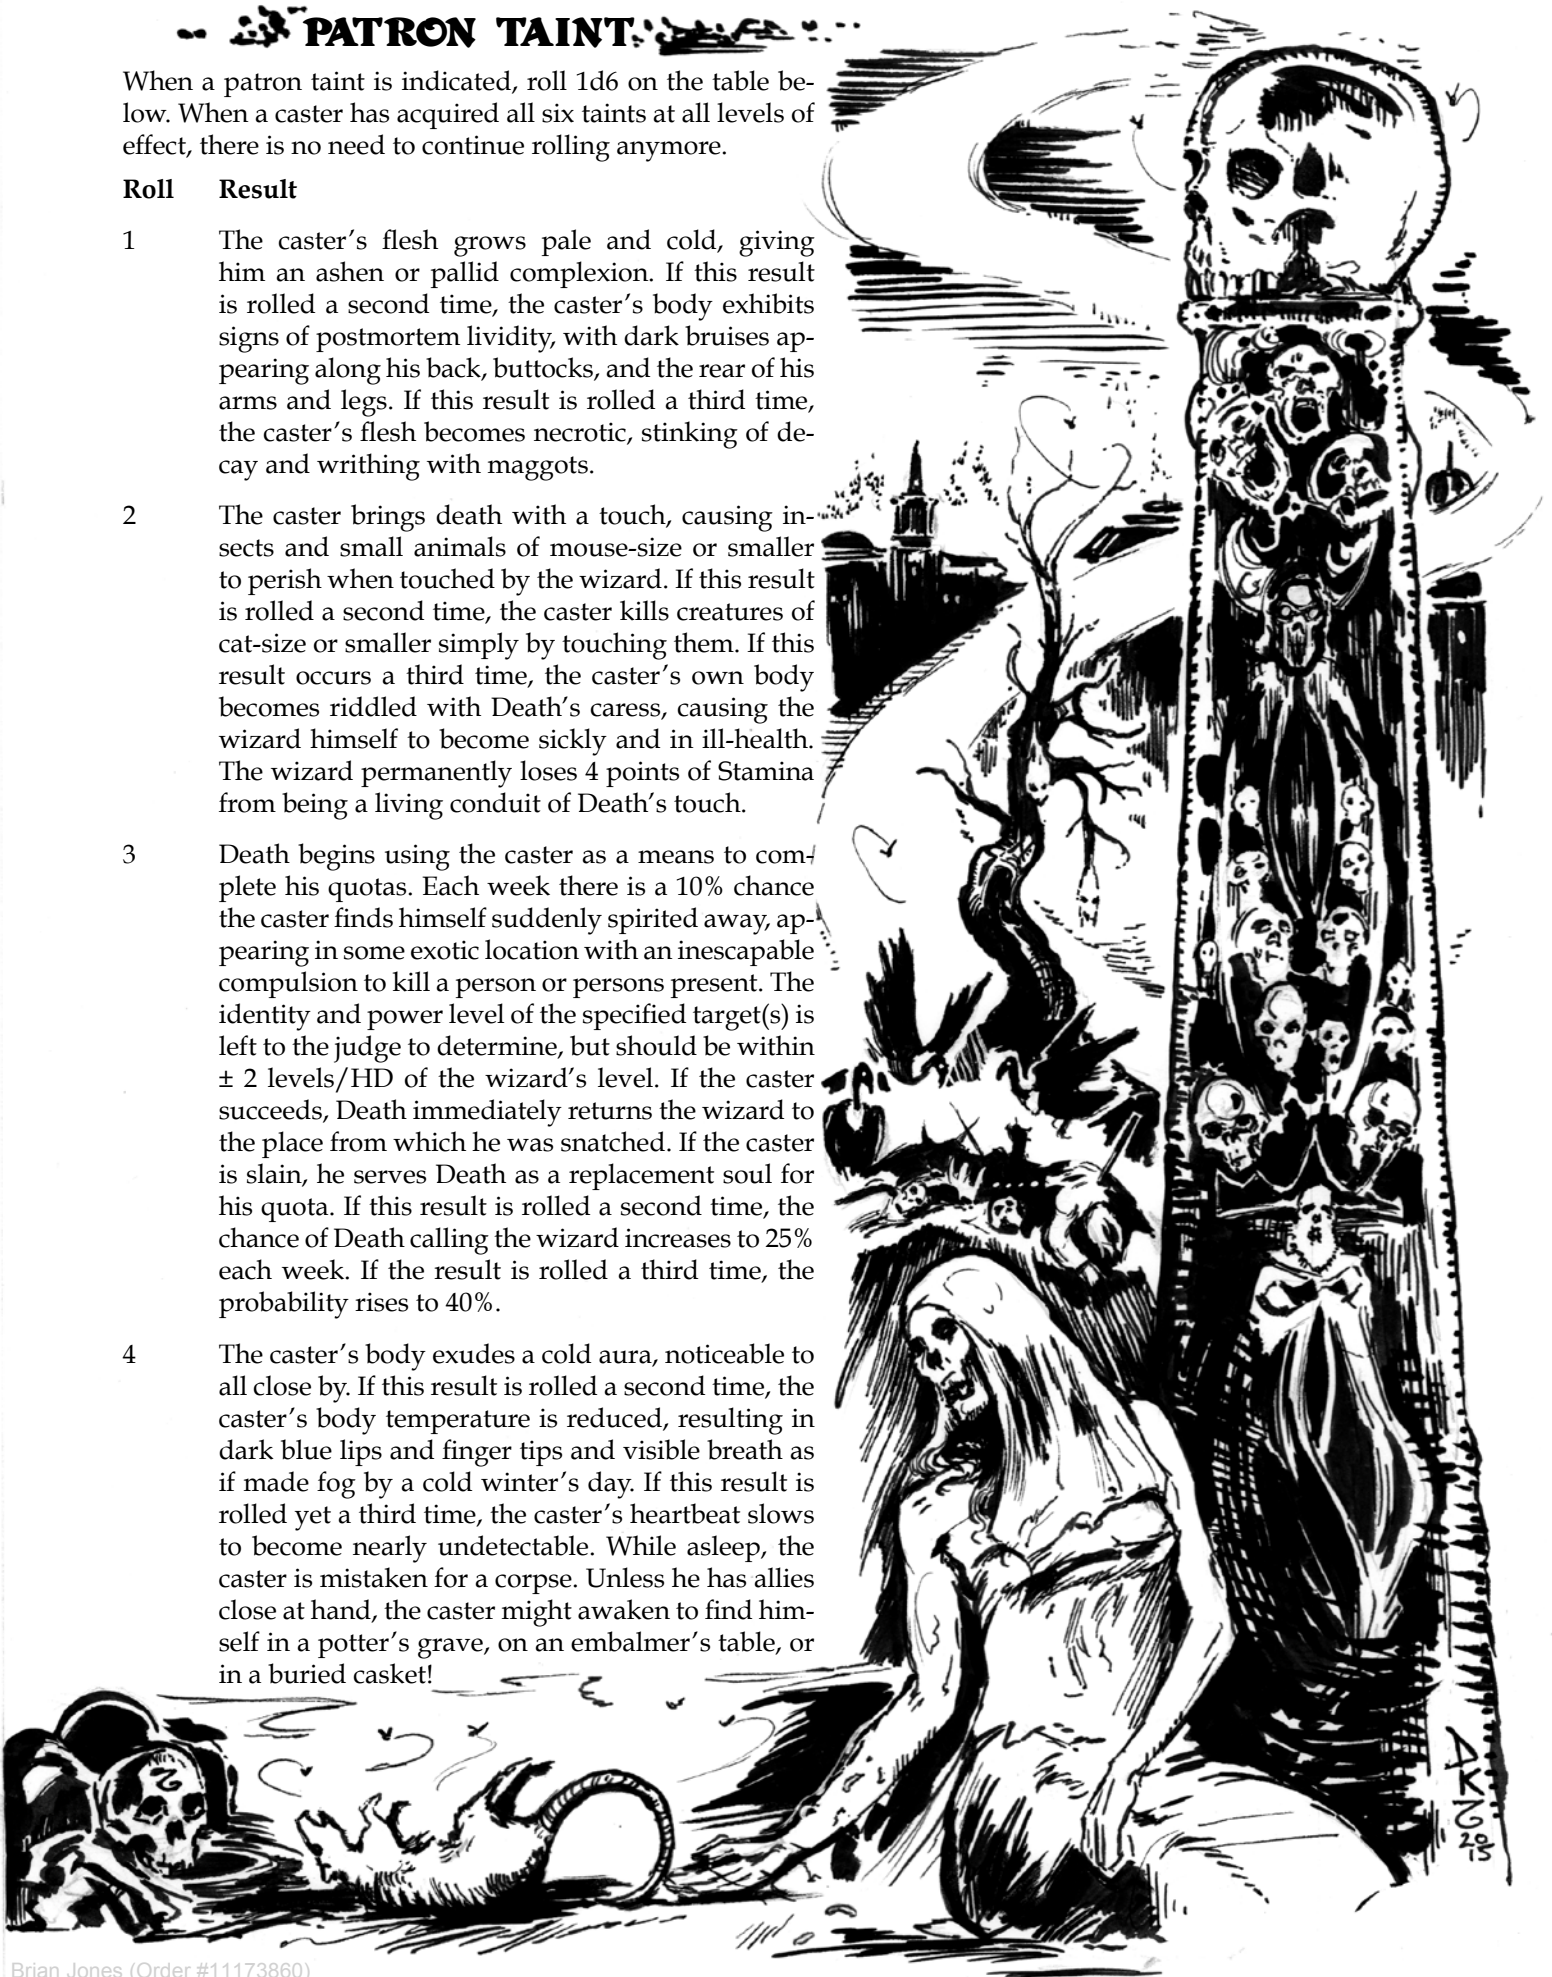 PATRON TAINT
When a patron taint is indicated, roll 1d6 on the table be-
low. When a caster has acquired all six taints at all levels of
effect, there is no need to continue rolling anymore.
Roll Result
1 The caster's flesh grows pale and cold, giving
him an ashen or pallid complexion. If this result
is rolled a second time, the caster's body exhibits
signs of postmortem lividity, with dark bruises ap-
pearing along his back, buttocks, and the rear of his
arms and legs. If this result is rolled a third time,
the caster's flesh becomes necrotic, stinking of de-
cay and writhing with maggots.
2 The caster brings death with a touch, causing in-
sects and small animals of mouse-size or smaller
to perish when touched by the wizard. If this result
is rolled a second time, the caster kills creatures of
cat-size or smaller simply by touching them. If this
result occurs a third time, the caster's own body
becomes riddled with Death's caress, causing the
wizard himself to become sickly and in ill-health.
The wizard permanently loses 4 points of Stamina
from being a living conduit of Death's touch.
3 Death begins using the caster as a means to com-
plete his quotas. Each week there is a 10% chance
the caster finds himself suddenly spirited away, ap-
pearing in some exotic location with an inescapable
compulsion to kill a person or persons present. The
identity and power level of the specified target(s) is
left to the judge to determine, but should be within
± 2 levels/HD of the wizard's level. If the caster
succeeds, Death immediately returns the wizard to
the place from which he was snatched. If the caster
is slain, he serves Death as a replacement soul for
his quota. If this result is rolled a second time, the
chance of Death calling the wizard increases to 25%
each week. If the result is rolled a third time, the
probability rises to 40%.
4 The caster's body exudes a cold aura, noticeable to
all close by. If this result is rolled a second time, the
caster's body temperature is reduced, resulting in
dark blue lips and finger tips and visible breath as
if made fog by a cold winter's day. If this result is
rolled yet a third time, the caster's heartbeat slows
to become nearly undetectable. While asleep, the
caster is mistaken for a corpse. Unless he has allies
close at hand, the caster might awaken to find him-
self in a potter's grave, on an embalmer's table, or
in a buried casket!
20
15
Brian Jones (Order #11173860)